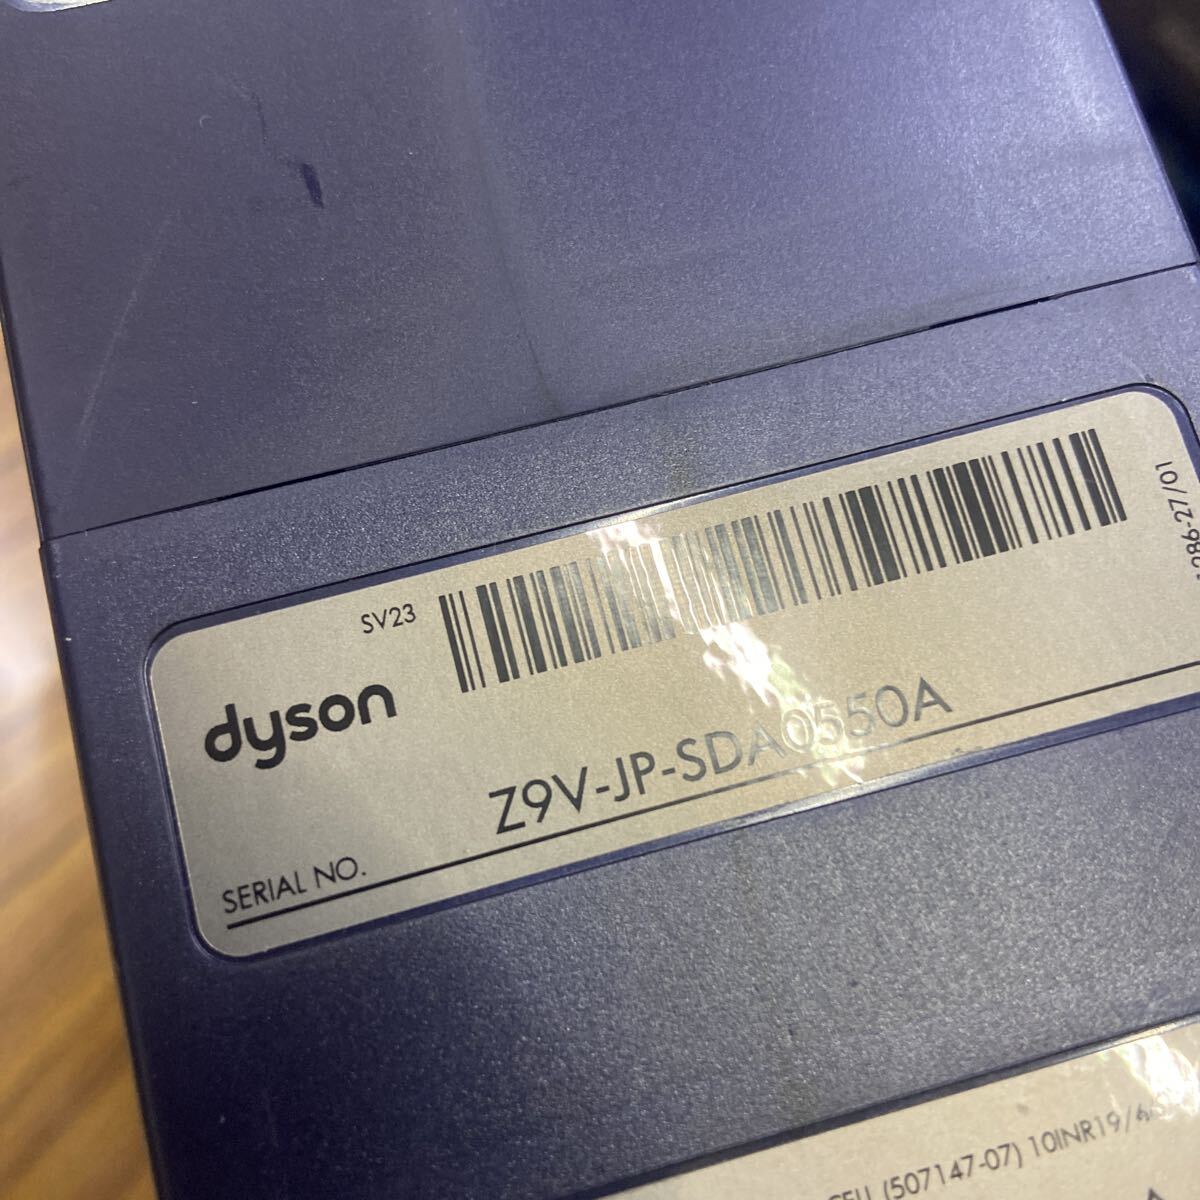 SV23
dyson
Z9V-JP-SDA0550A
SERIAL NO.
286-27/01
(507147-07) 10INR19/